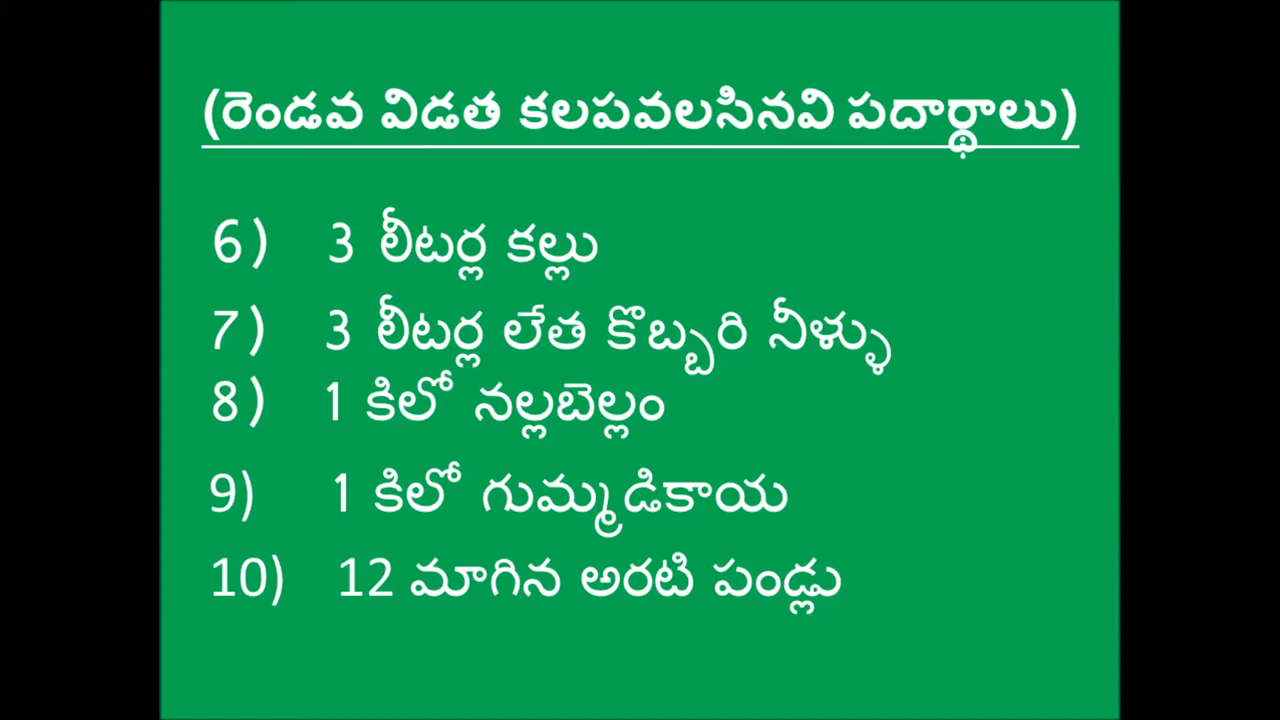 (రెండవ విడత కలపవలసినవి పదార్థాలు)
6) 3 లీటర్ల కల్లు
7) 3 లీటర్ల లేత కొబ్బరి నీళ్ళు
8) 1 కిలో నల్లబెల్లం
9) 1 కిలో గుమ్మడికాయ
10) 12 మాగిన అరటి పండ్లు